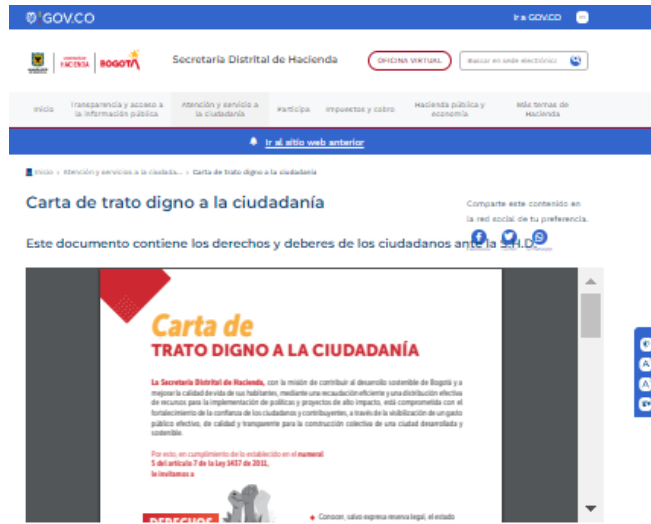 GOV.CO
Ir a GOV.CO
HACIENDA
BOGOTÁ
Secretaría Distrital de Hacienda
OFICINA VIRTUAL
Buscar en sede electrónica
Inicio
Transparencia y acceso a
la información pública
Atención y servicio a
la ciudadanía
Participa
Impuestos y cobro
Hacienda pública y
economía
Más temas de
Hacienda
Ir al sitio web anterior
Inicio > Atención y servicios a la ciudada... > Carta de trato digno a la ciudadanía
Carta de trato digno a la ciudadanía
Comparte este contenido en
la red social de tu preferencia.
Este documento contiene los derechos y deberes de los ciudadanos ante la S.H.D.
Carta de
TRATO DIGNO A LA CIUDADANÍA
La Secretaría Distrital de Hacienda, con la misión de contribuir al desarrollo sostenible de Bogotá y a
mejorar la calidad de vida de sus habitantes, mediante una recaudación eficiente y una distribución efectiva
de recursos para la implementación de políticas y proyectos de alto impacto, está comprometida con el
fortalecimiento de la confianza de los ciudadanos y contribuyentes, a través de la visibilización de un gasto
público efectivo, de calidad y transparente para la construcción colectiva de una ciudad desarrollada y
sostenible.
Por esto, en cumplimiento de lo establecido en el numeral
5 del artículo 7 de la Ley 1437 de 2011,
le invitamos a
DERECHOS
Conocer, salvo expresa reserva legal, el estado